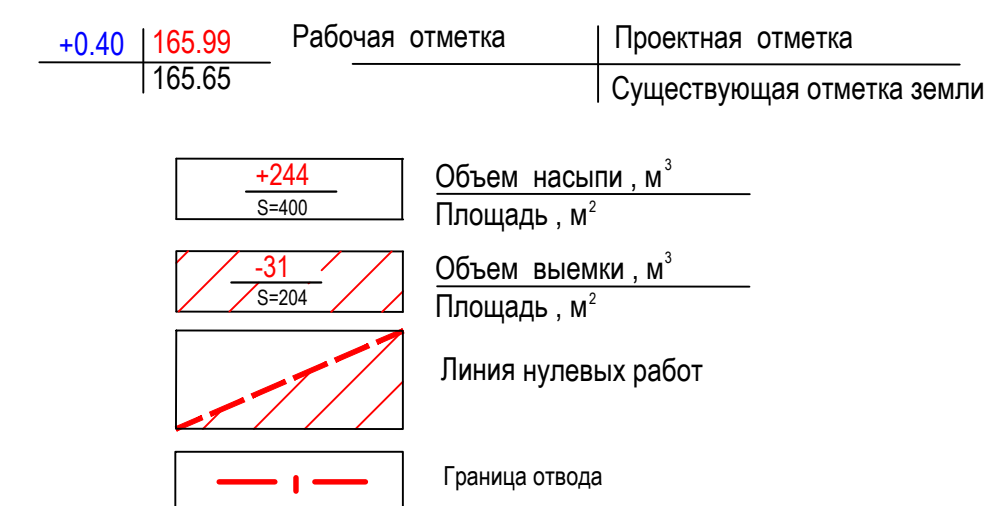 +0.40 165.99 Рабочая отметка Проектная отметка
165.65 Существующая отметка земли
+244 Объем насыпи , м³
S=400 Площадь , м²
-31 Объем выемки , м³
S=204 Площадь , м²
Линия нулевых работ
Граница отвода